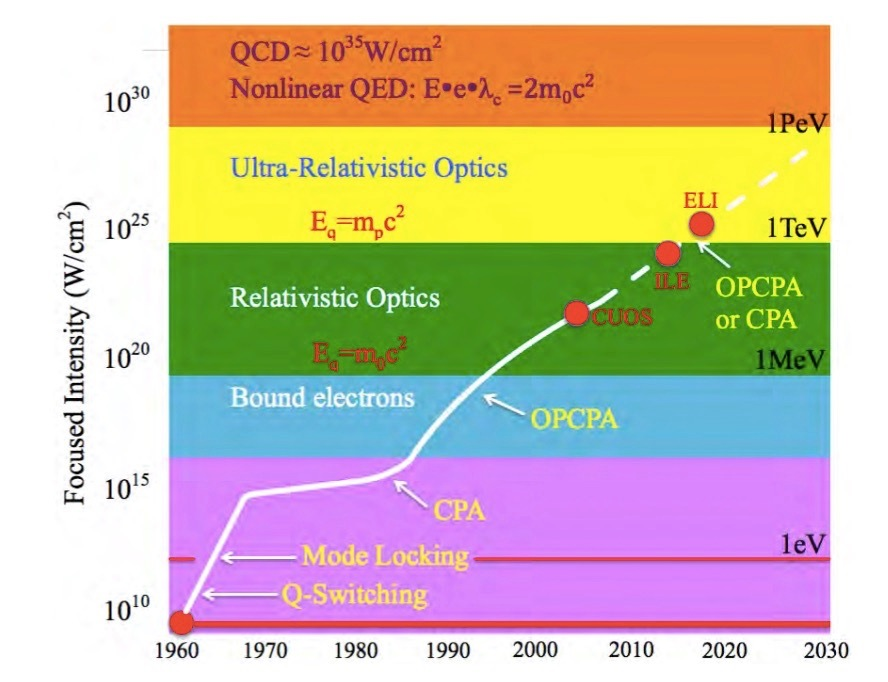 QCD ≈ 10³⁵W/cm²
Nonlinear QED: E•e•λc =2m₀c²
10³⁰
1PeV
Ultra-Relativistic Optics
ELI
Eq=mpc²
10²⁵
1TeV
ILE
OPCPA
or CPA
Relativistic Optics
CUOS
Eq=m₀c²
10²⁰
1MeV
Bound electrons
OPCPA
10¹⁵
CPA
1eV
Mode Locking
Q-Switching
10¹⁰
Focused Intensity (W/cm²)
1960 1970 1980 1990 2000 2010 2020 2030